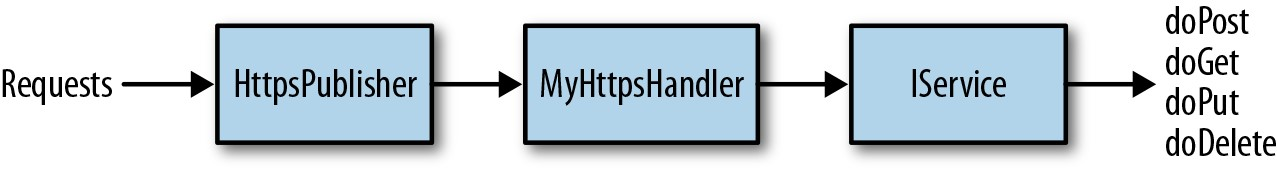 Requests
HttpsPublisher
MyHttpsHandler
IService
doPost
doGet
doPut
doDelete